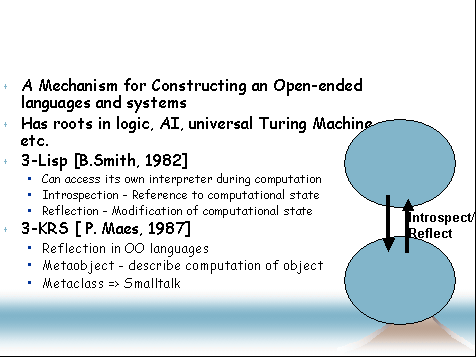 A Mechanism for Constructing an Open-ended
languages and systems
Has roots in logic, AI, universal Turing Machine
etc.
3-Lisp [B.Smith, 1982]
Can access its own interpreter during computation
Introspection - Reference to computational state
Reflection - Modification of computational state
3-KRS [ P. Maes, 1987]
Reflection in OO languages
Metaobject - describe computation of object
Metaclass => Smalltalk
Introspect/
Reflect